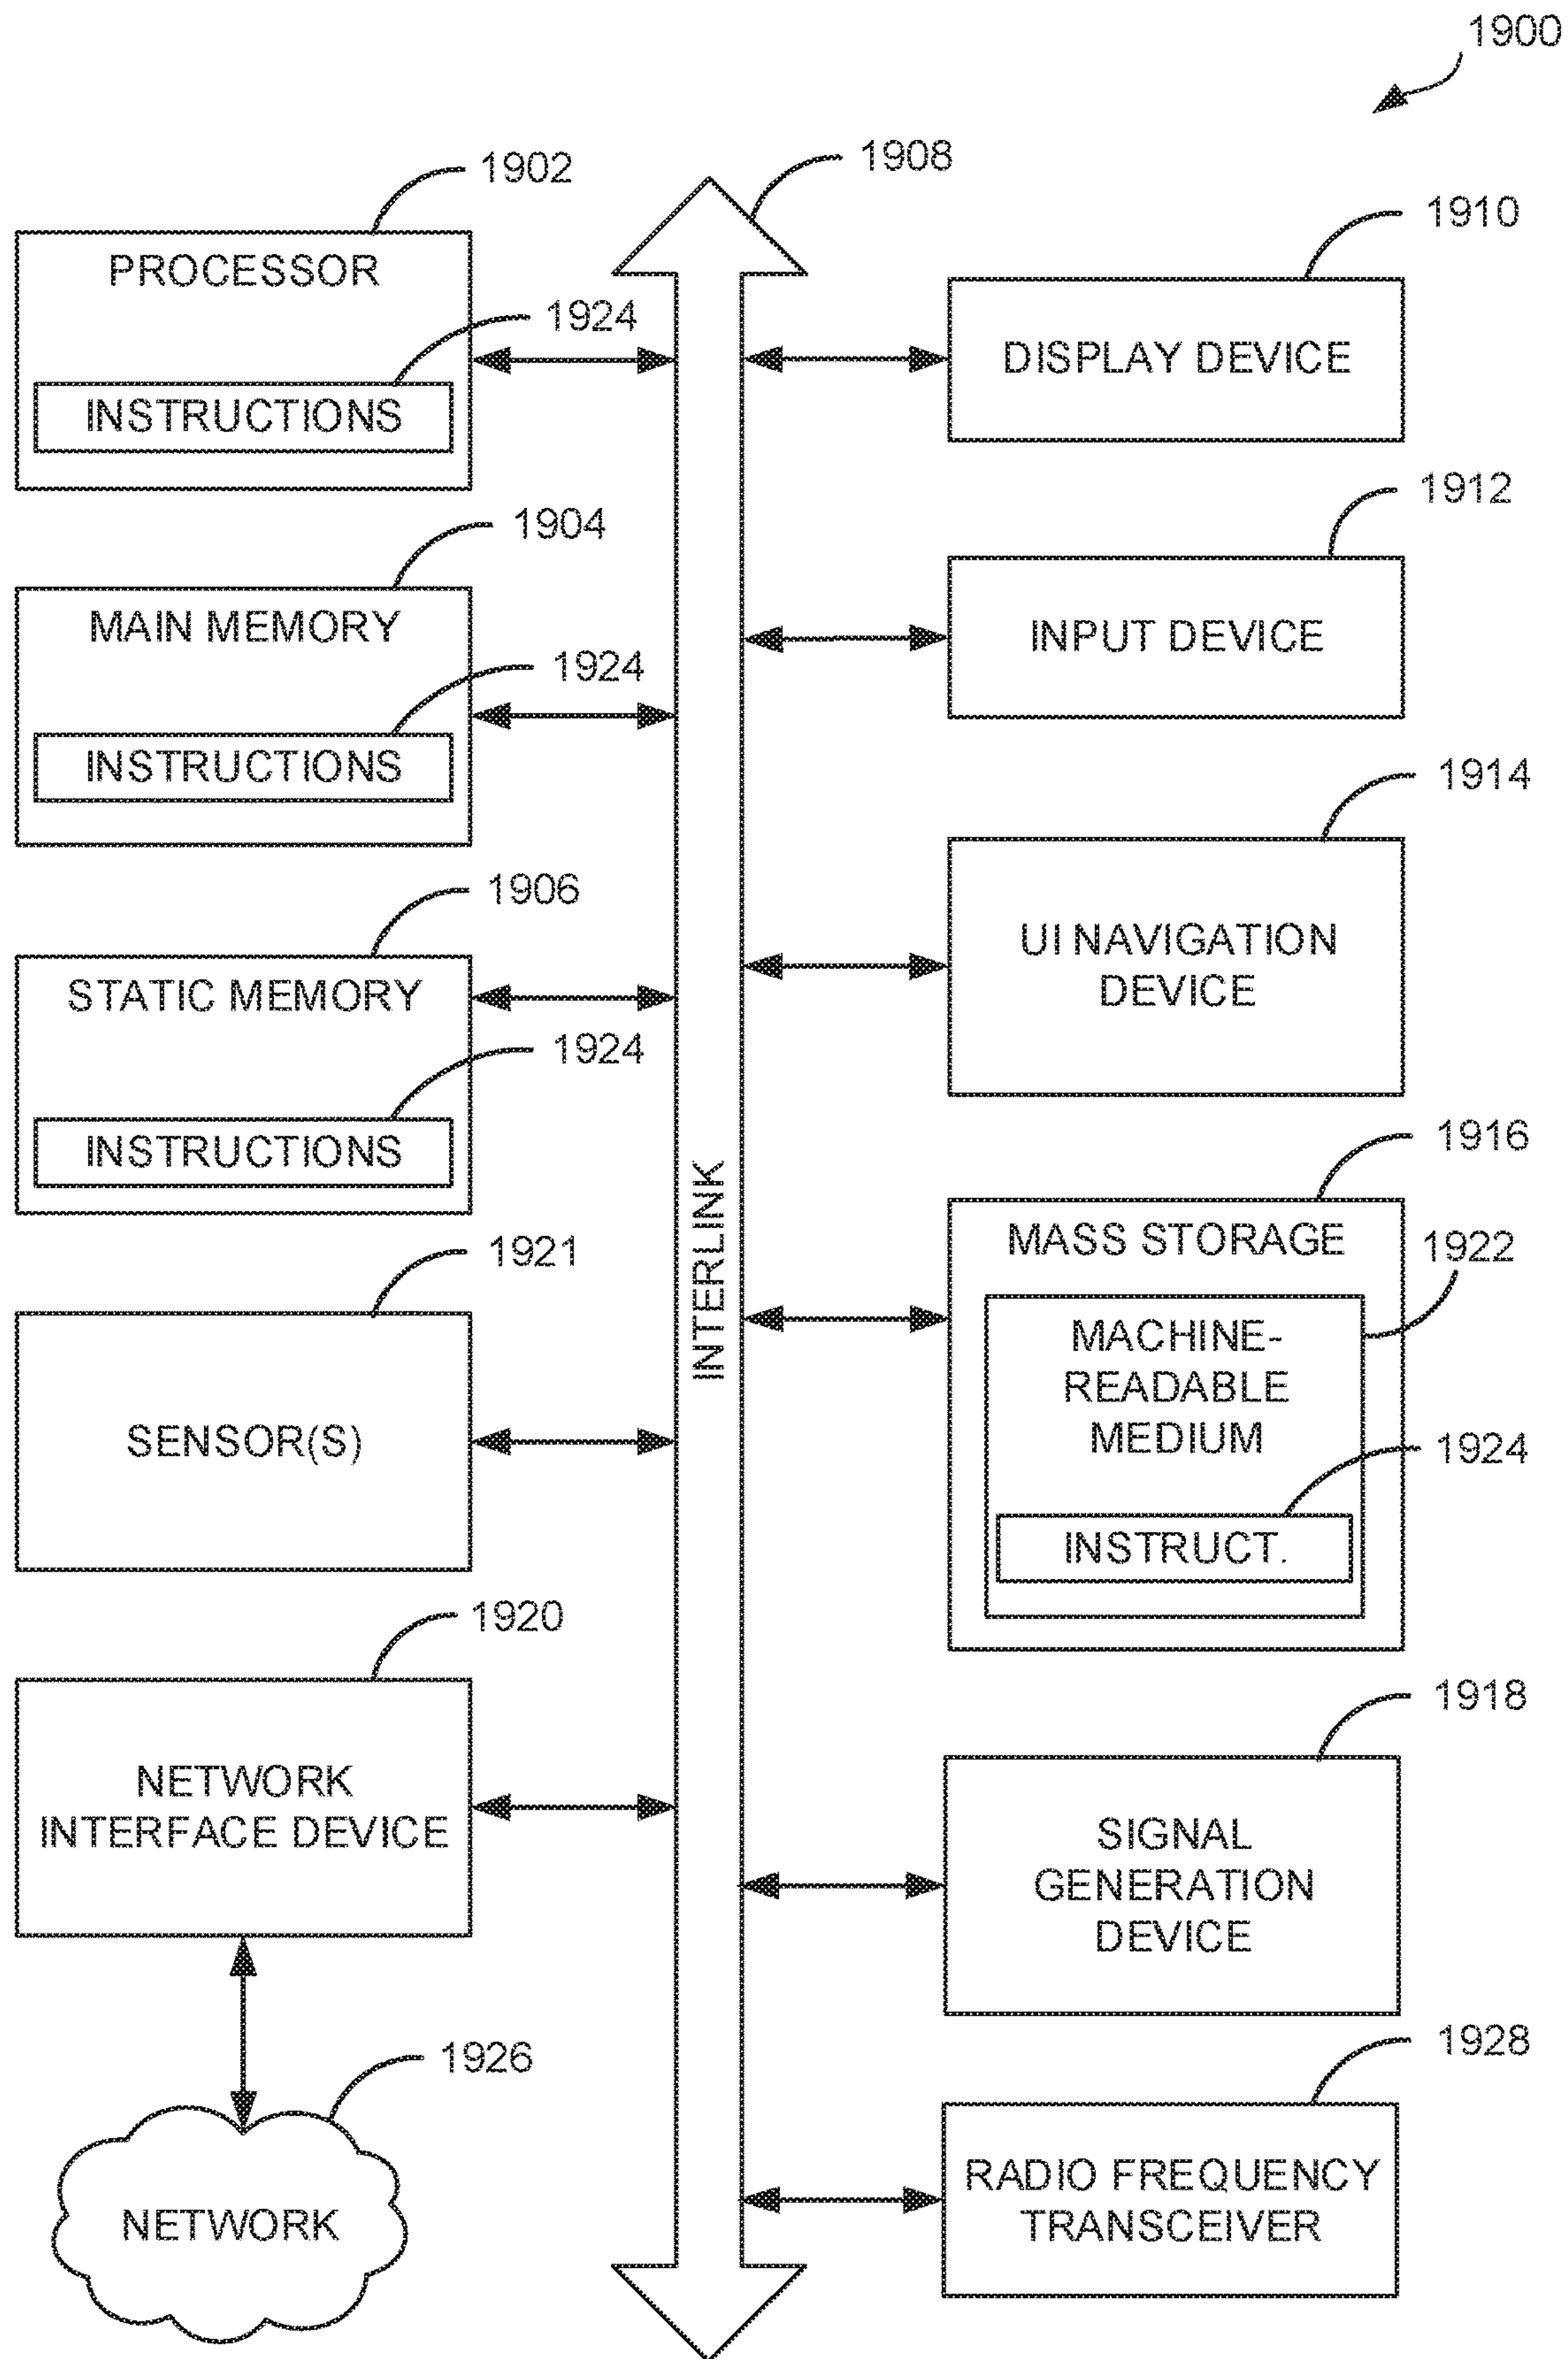 1900
1902
PROCESSOR
1924
INSTRUCTIONS
1904
MAIN MEMORY
1924
INSTRUCTIONS
1906
STATIC MEMORY
1924
INSTRUCTIONS
1921
SENSOR(S)
1920
NETWORK
INTERFACE DEVICE
1926
NETWORK
1908
INTERLINK
1910
DISPLAY DEVICE
1912
INPUT DEVICE
1914
UI NAVIGATION
DEVICE
1916
MASS STORAGE
1922
MACHINE-
READABLE
MEDIUM
1924
INSTRUCT.
1918
SIGNAL
GENERATION
DEVICE
1928
RADIO FREQUENCY
TRANSCEIVER